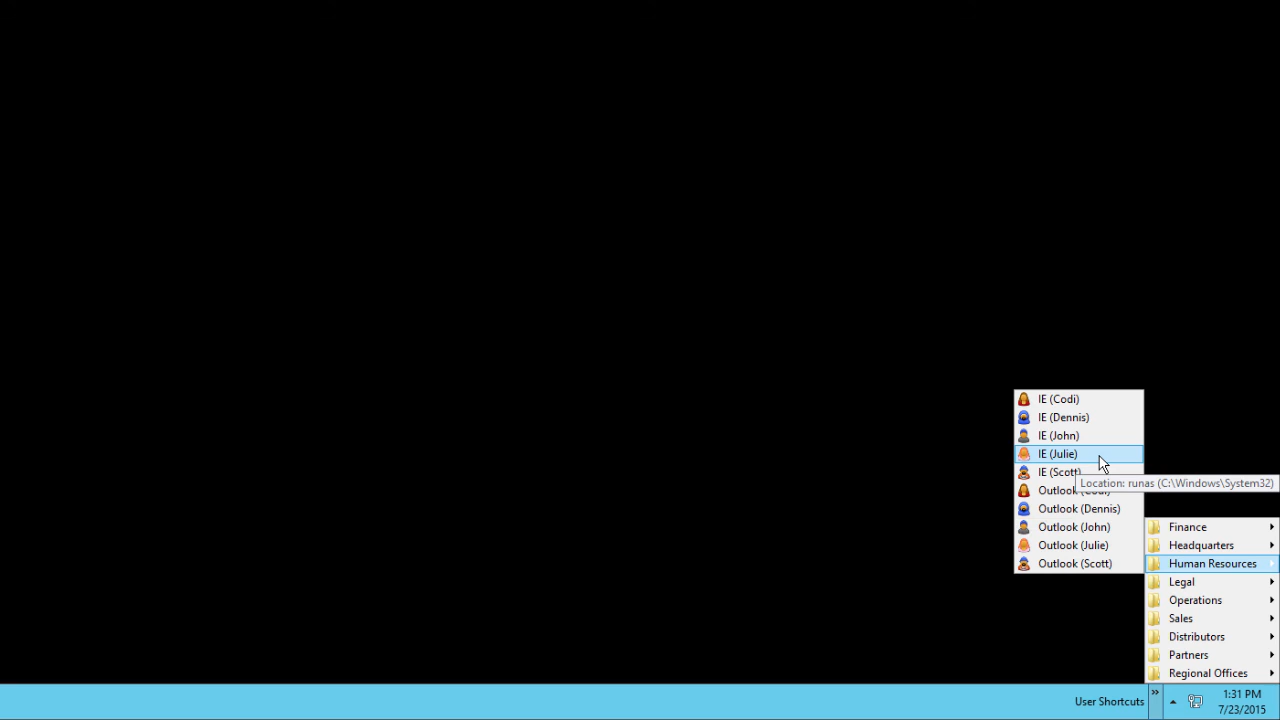 IE (Codi)
IE (Dennis)
IE (John)
IE (Julie)
IE (Scott)
Location: runas (C:\Windows\System32)
Outlook (Codi)
Outlook (Dennis)
Outlook (John)
Outlook (Julie)
Outlook (Scott)
Finance
Headquarters
Human Resources
Legal
Operations
Sales
Distributors
Partners
Regional Offices
User Shortcuts
1:31 PM
7/23/2015